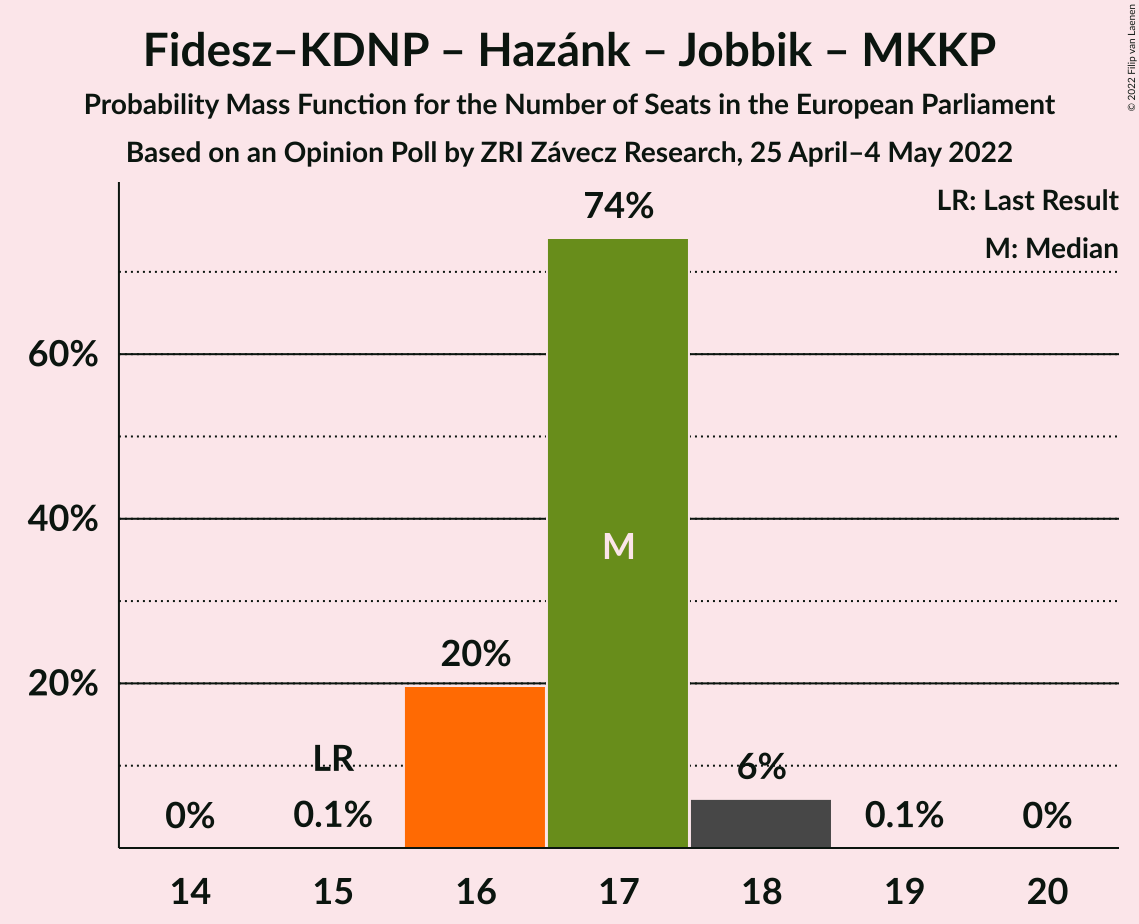 Fidesz–KDNP – Hazánk – Jobbik – MKKP
Probability Mass Function for the Number of Seats in the European Parliament
Based on an Opinion Poll by ZRI Závecz Research, 25 April–4 May 2022
© 2022 Filip van Laenen
LR: Last Result
M: Median
74%
60%
40%
M
20%
20%
LR
6%
0%
0.1%
0.1%
0%
14 15 16 17 18 19 20